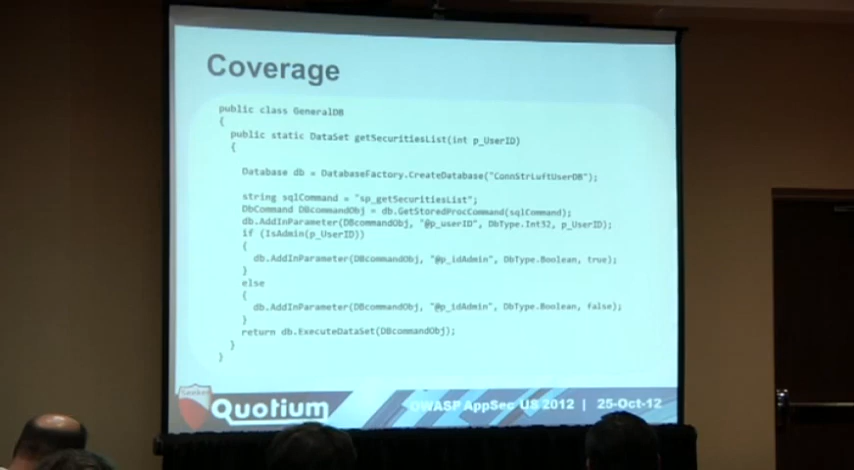 Coverage
public class GeneralDB
{
public static DataSet getSecuritiesList(int p_UserID)
{
Database db = DatabaseFactory.CreateDatabase("ConnStrLuftUserDB");
string sqlCommand = "sp_getSecuritiesList";
DbCommand DBcommandObj = db.GetStoredProcCommand(sqlCommand);
db.AddInParameter(DBcommandObj, "@p_userID", DbType.Int32, p_UserID);
if (IsAdmin(p_UserID))
{
db.AddInParameter(DBcommandObj, "@p_idAdmin", DbType.Boolean, true);
}
else
{
db.AddInParameter(DBcommandObj, "@p_idAdmin", DbType.Boolean, false);
}
return db.ExecuteDataSet(DBcommandObj);
}
}
Seeker
Quotium
OWASP AppSec US 2012 | 25-Oct-12